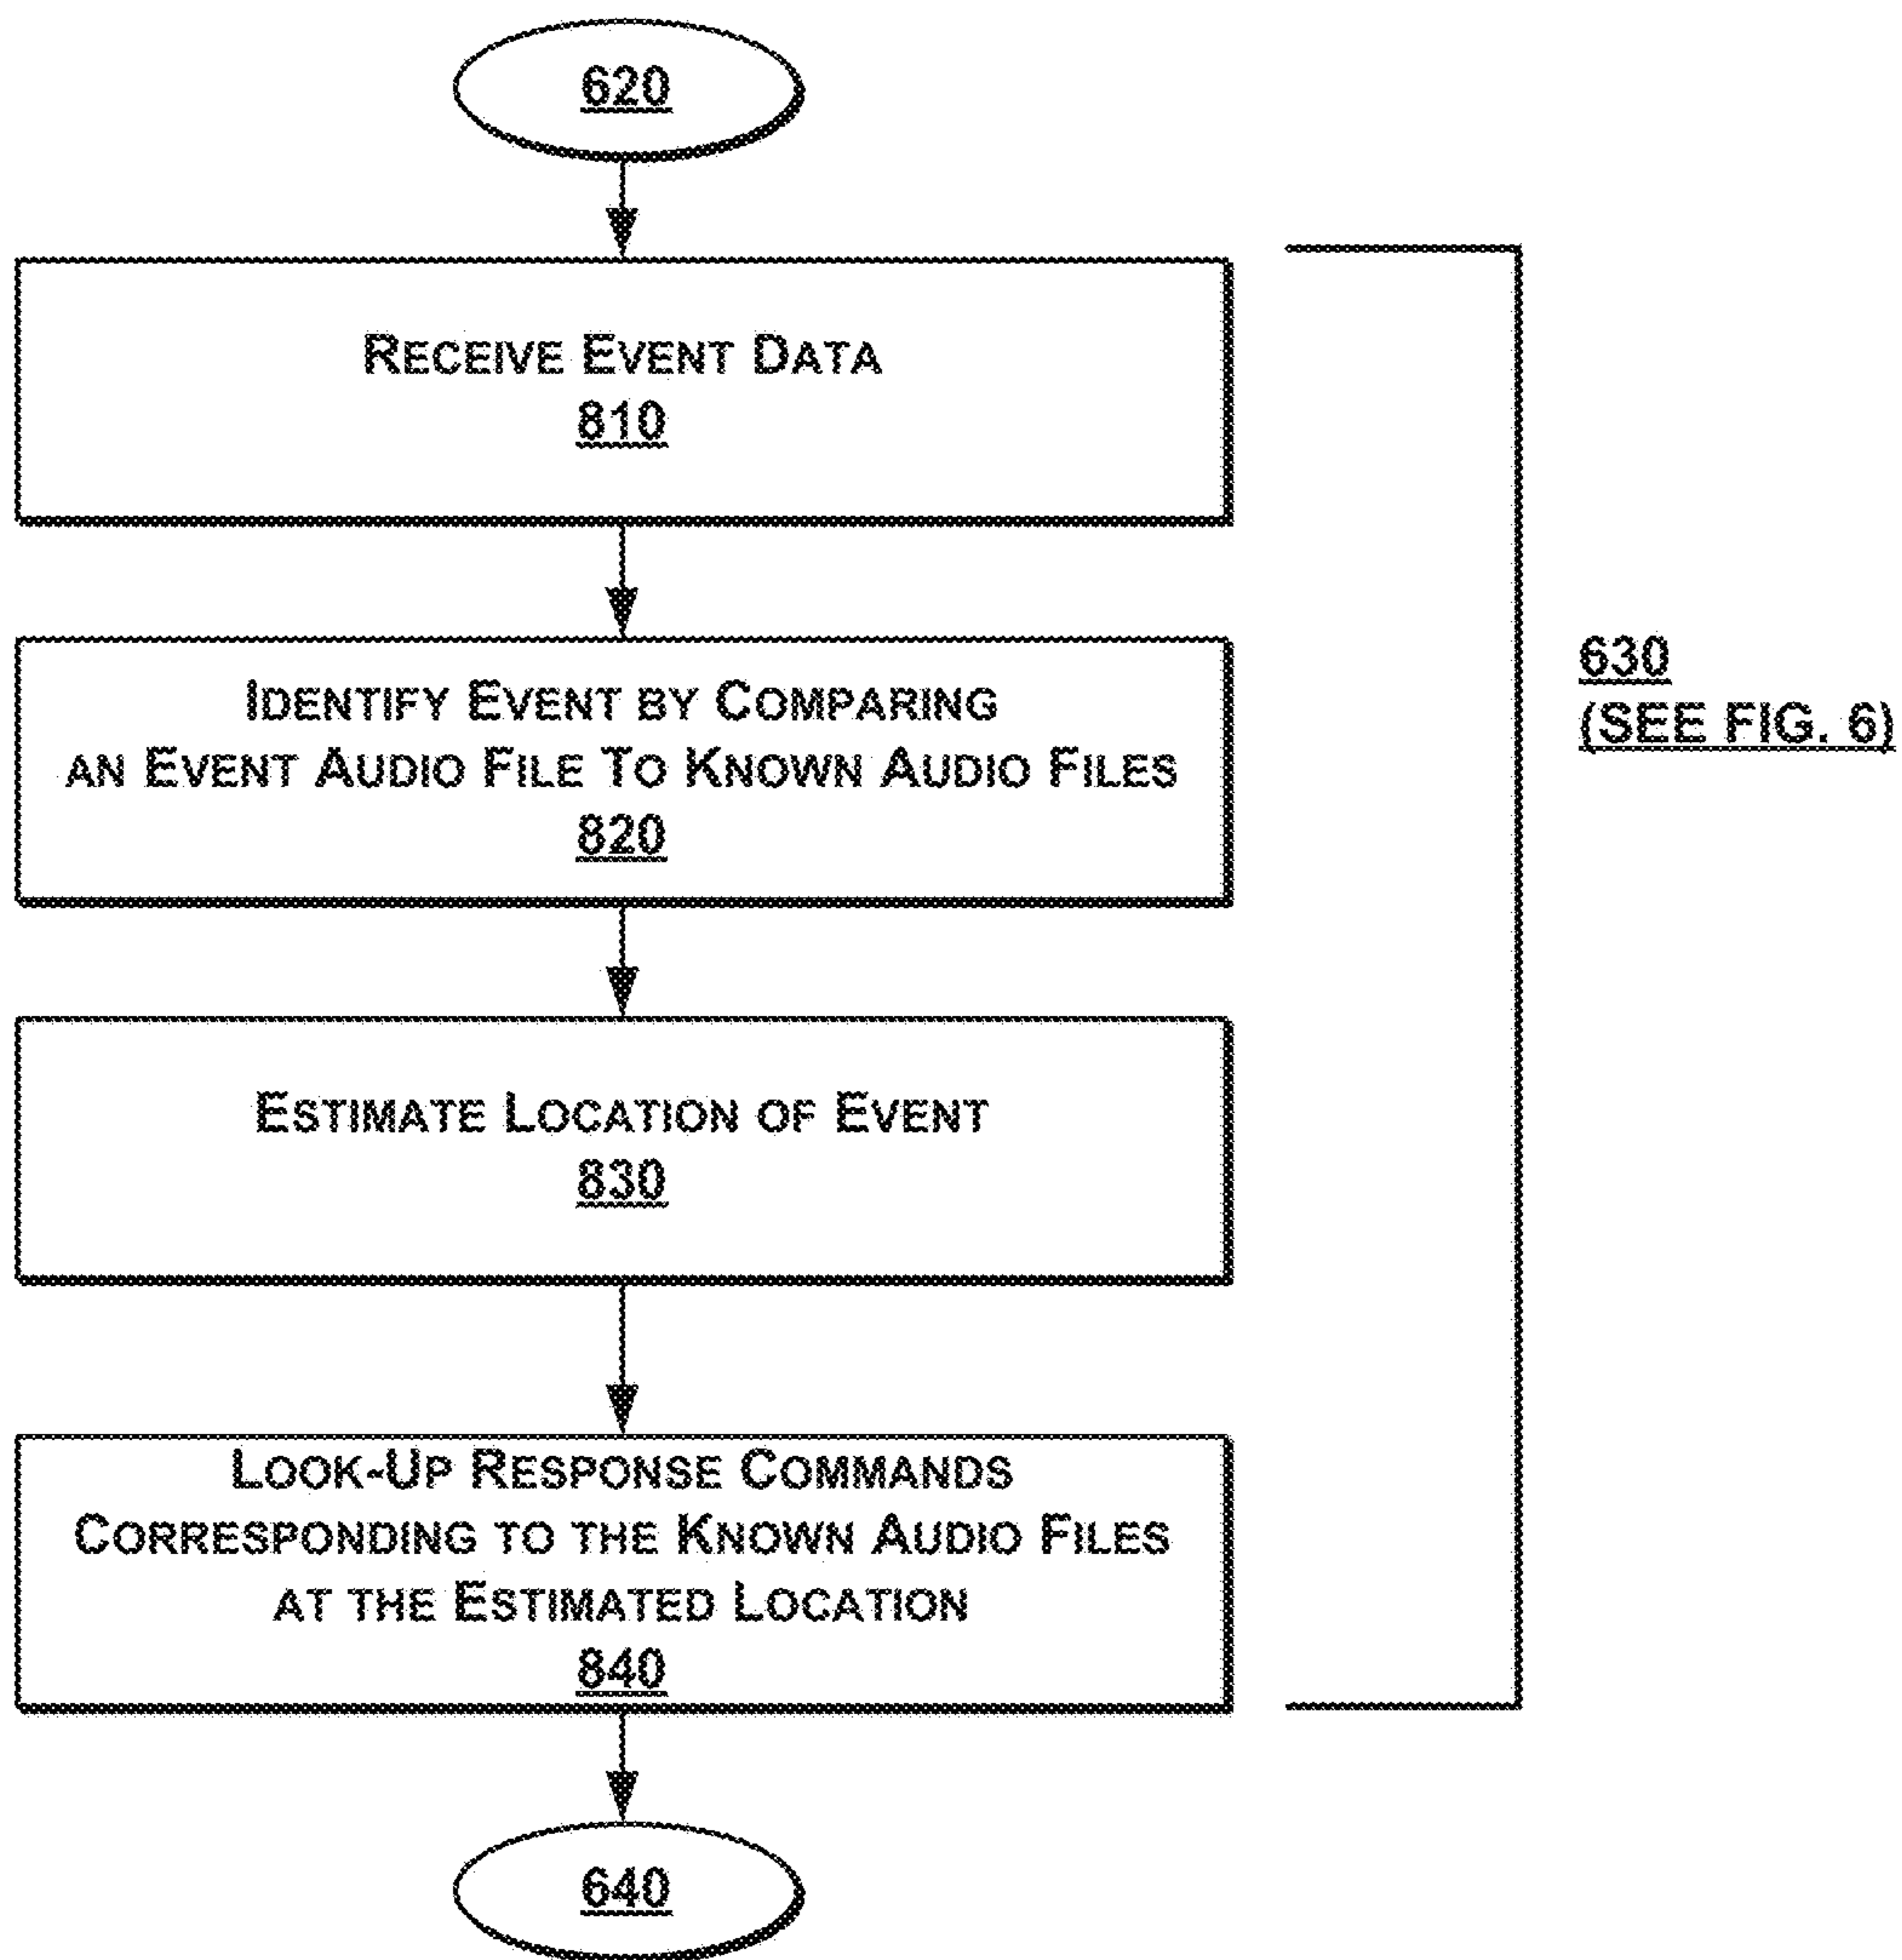 620
RECEIVE EVENT DATA
810
IDENTIFY EVENT BY COMPARING
AN EVENT AUDIO FILE TO KNOWN AUDIO FILES
820
630
(SEE FIG. 6)
ESTIMATE LOCATION OF EVENT
830
LOOK-UP RESPONSE COMMANDS
CORRESPONDING TO THE KNOWN AUDIO FILES
AT THE ESTIMATED LOCATION
840
640